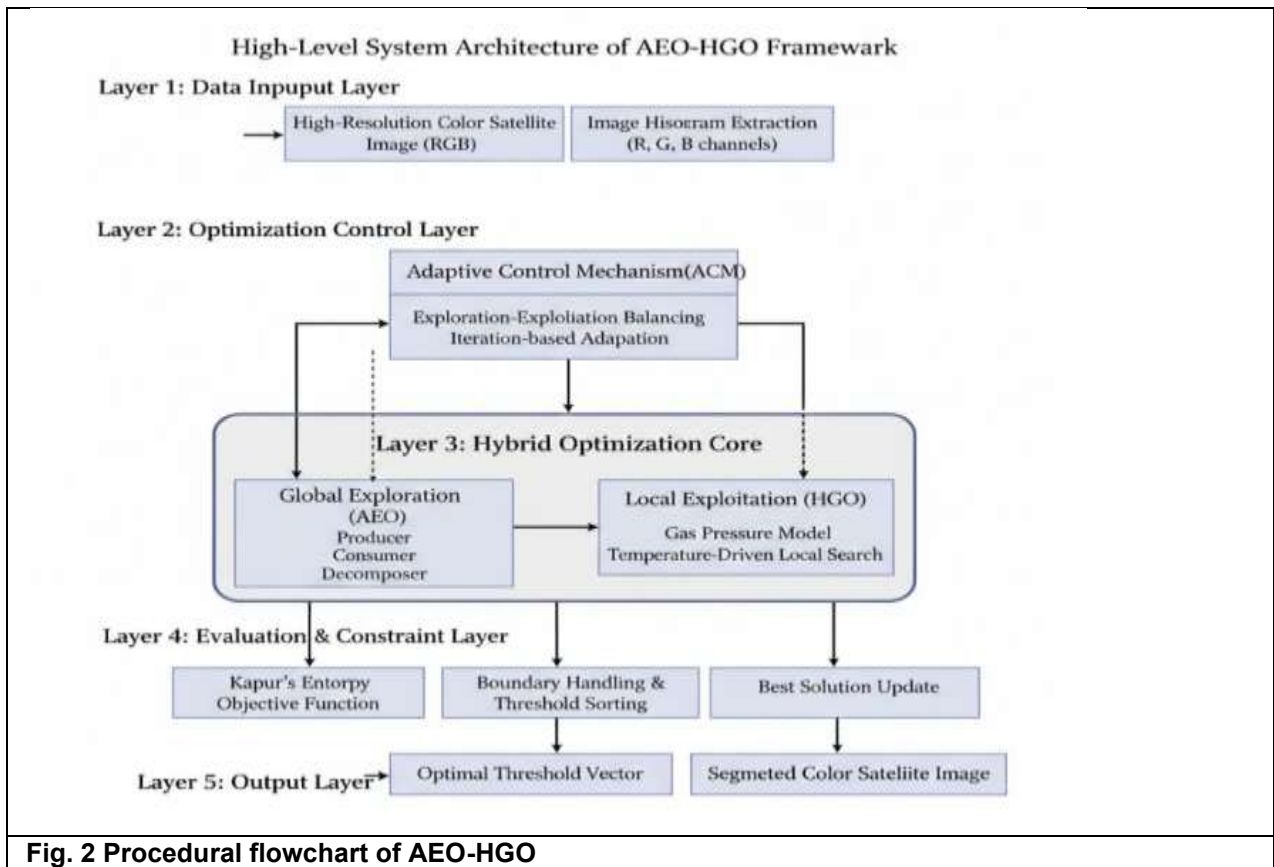 High-Level System Architecture of AEO-HGO Framewark
Layer 1: Data Inpuput Layer
High-Resolution Color Satellite
Image (RGB)
Image Hisoɛram Extraction
(R, G, B channels)
Layer 2: Optimization Control Layer
Adaptive Control Mechanism(ACM)
Exploration-Exploliation Balancing
Iteration-based Adapation
Layer 3: Hybrid Optinization Core
Global Exploration
(AEO)
Producer
Consumer
Decomposer
Local Exploitation (HGO)
Gas Pressure Model
Temperature-Driven Local Search
Layer 4: Evaluation & Constraint Layer
Kapur's Entorpy
Objective Function
Boundary Handling &
Threshold Sorting
Best Solution Update
Layer 5: Output Layer
Optimal Threshold Vector
Segmeted Color Sateliite Image
Fig. 2 Procedural flowchart of AEO-HGO